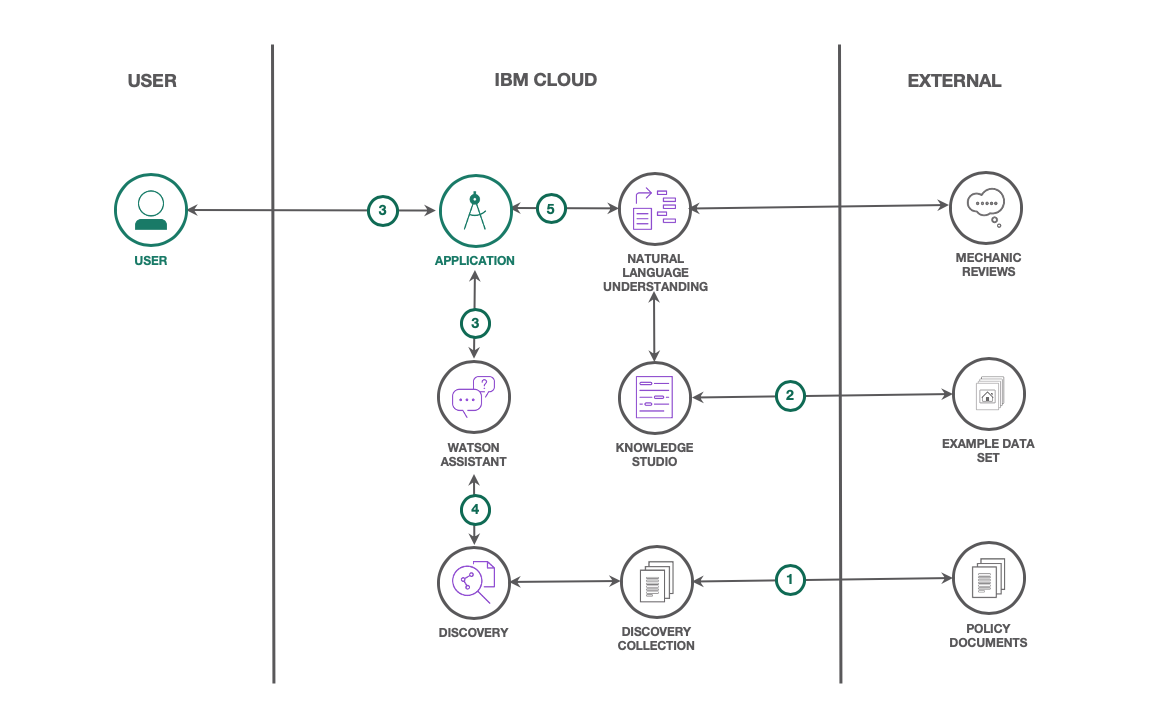 USER
IBM CLOUD
EXTERNAL
3
5
USER
APPLICATION
NATURAL
LANGUAGE
UNDERSTANDING
MECHANIC
REVIEWS
3
?
2
WATSON
ASSISTANT
KNOWLEDGE
STUDIO
EXAMPLE DATA
SET
4
1
DISCOVERY
DISCOVERY
COLLECTION
POLICY
DOCUMENTS